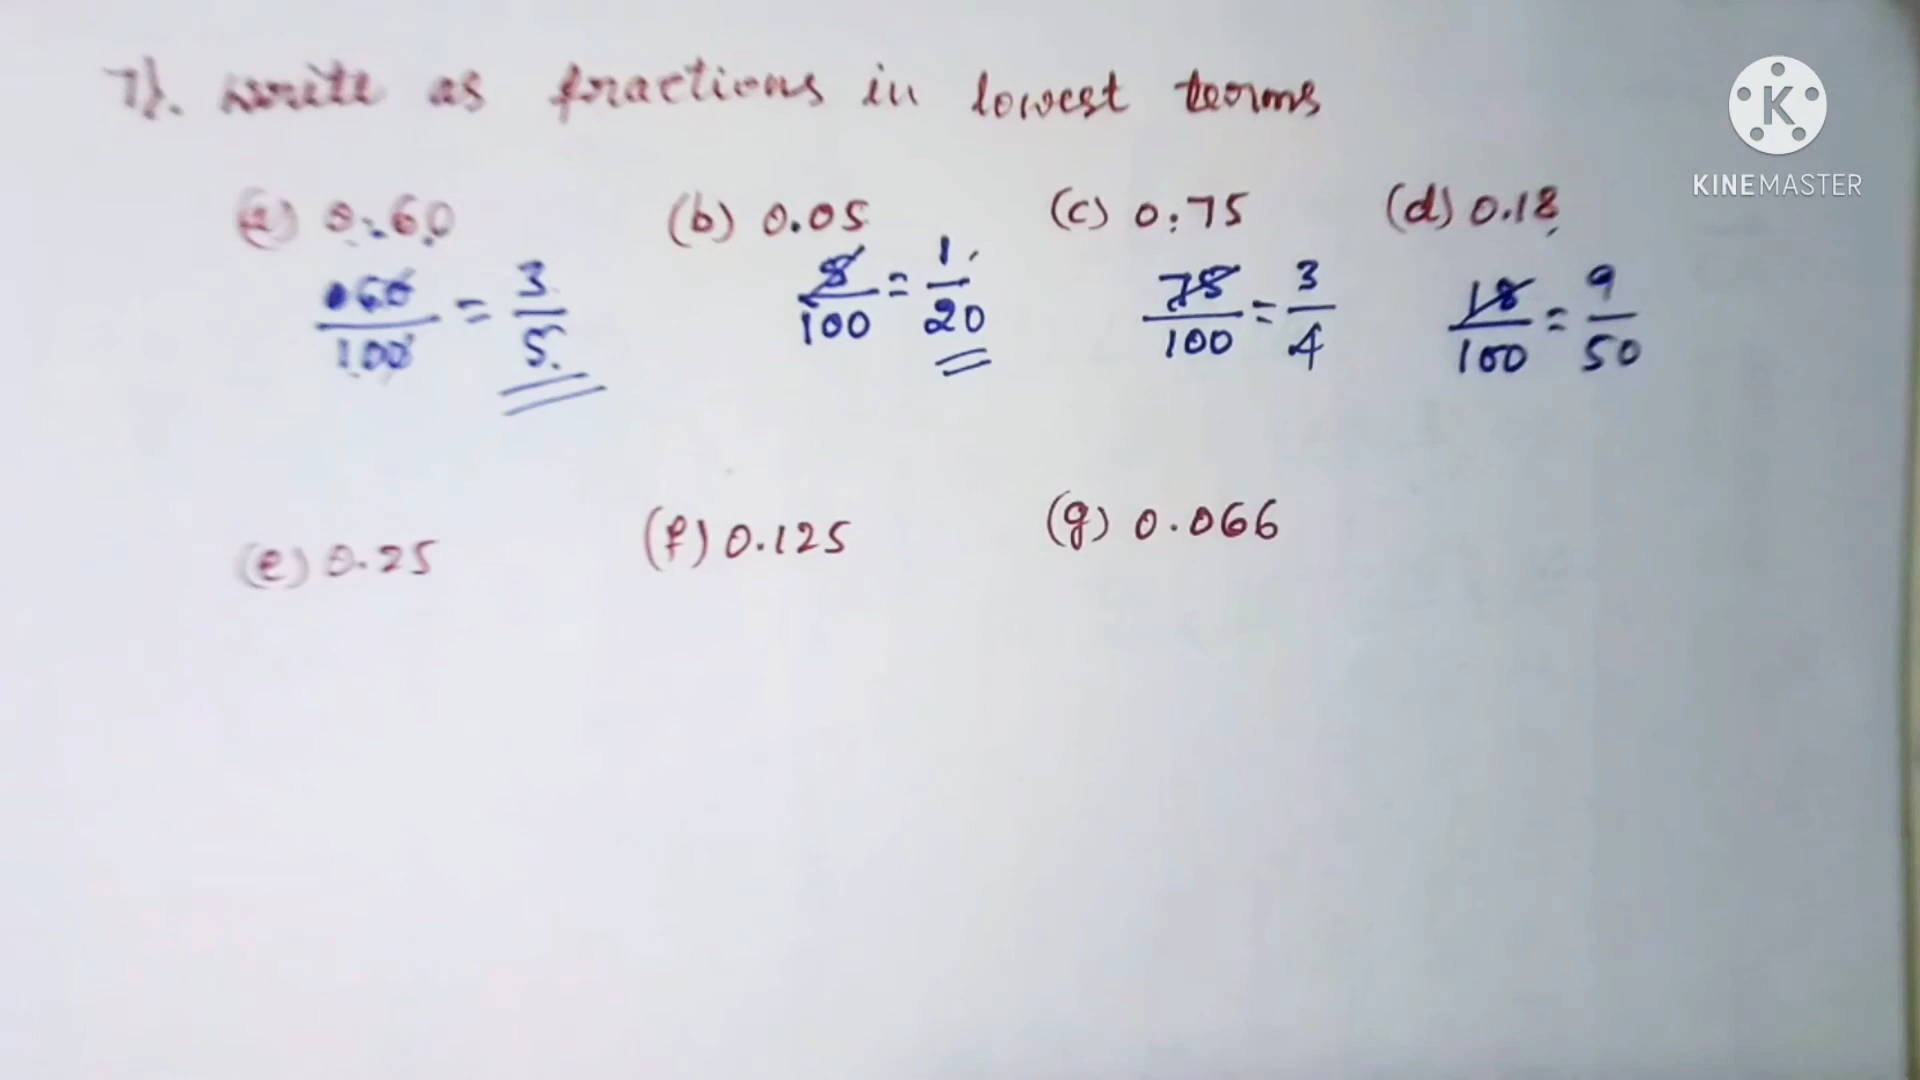 7). write as fractions in lowest terms
KINEMASTER
(a) 0.60 (b) 0.05 (c) 0.75 (d) 0.18
060/100 = 3/5 5/100 = 1/20 75/100 = 3/4 18/100 = 9/50
(e) 0.25 (f) 0.125 (g) 0.066